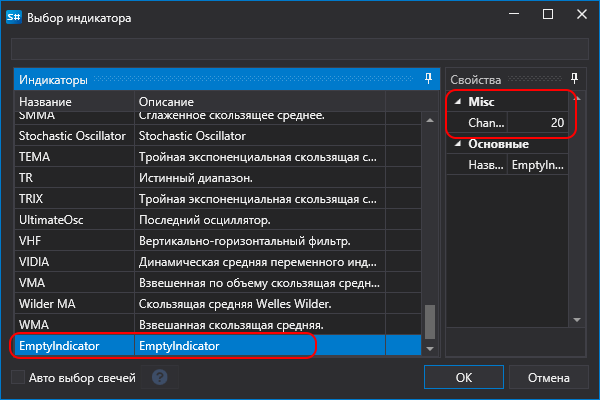 S# Выбор индикатора
Индикаторы
Название Описание
SMMA Сглаженное скользящее среднее.
Stochastic Oscillator Stochastic Oscillator
TEMA Тройная экспоненциальная скользящая с...
TR Истинный диапазон.
TRIX Тройная экспоненциальная скользящая с...
UltimateOsc Последний осциллятор.
VHF Вертикально-горизонтальный фильтр.
VIDIA Динамическая средняя переменного инд...
VMA Взвешенная по объему скользящая средн...
Wilder MA Скользящая средняя Welles Wilder.
WMA Взвешанная скользящая средняя.
EmptyIndicator EmptyIndicator
Свойства
Misc
Chan... 20
Основные
Назв... EmptyIn...
Авто выбор свечей ?
OK Отмена